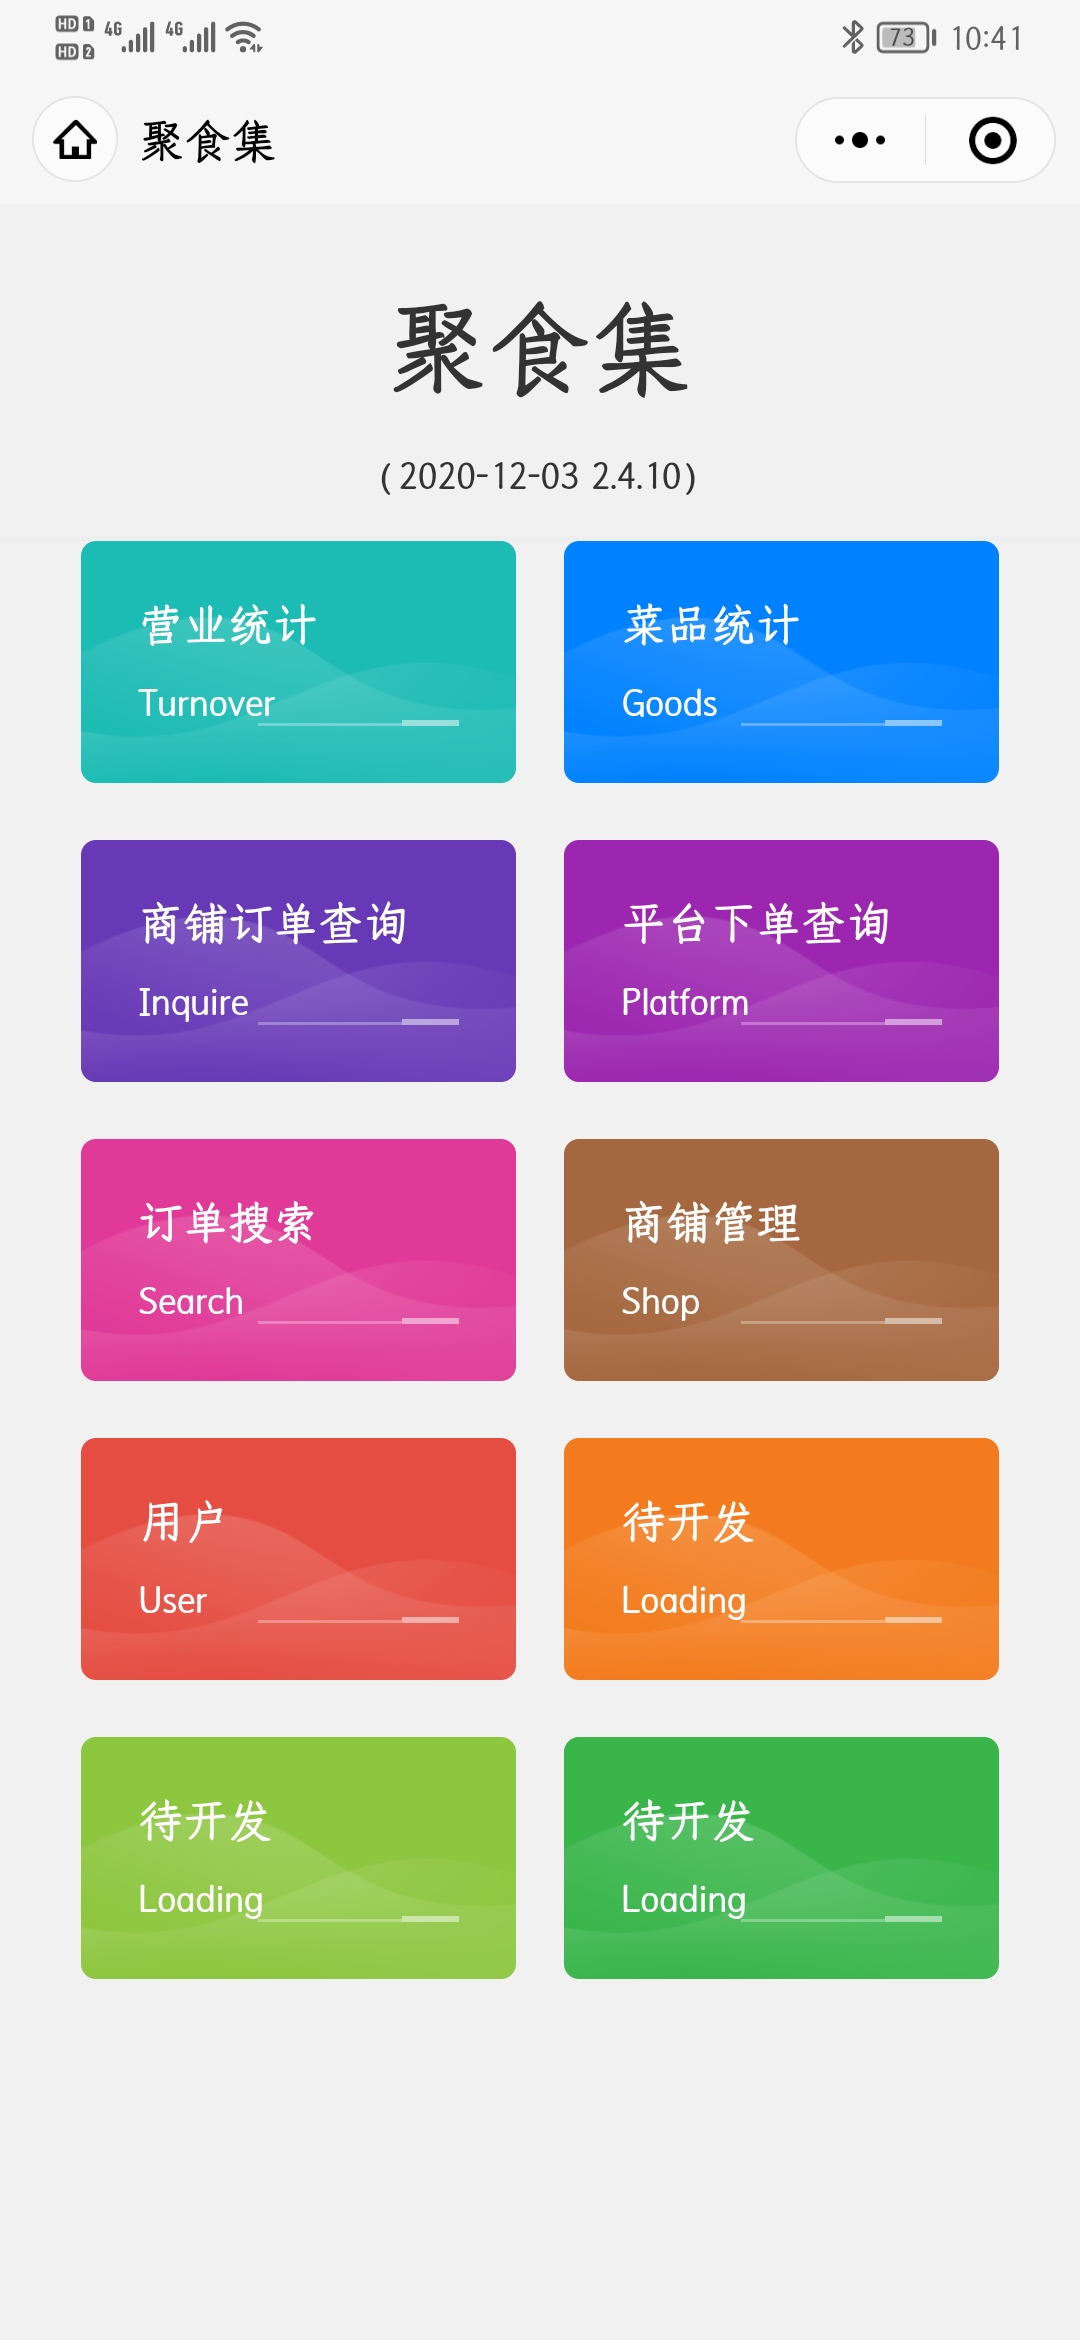 HD 1 4G 4G 73 10:41
HD 2
聚食集
聚食集
(2020-12-03 2.4.10)
营业统计
Turnover
菜品统计
Goods
商铺订单查询
Inquire
平台下单查询
Platform
订单搜索
Search
商铺管理
Shop
用户
User
待开发
Loading
待开发
Loading
待开发
Loading